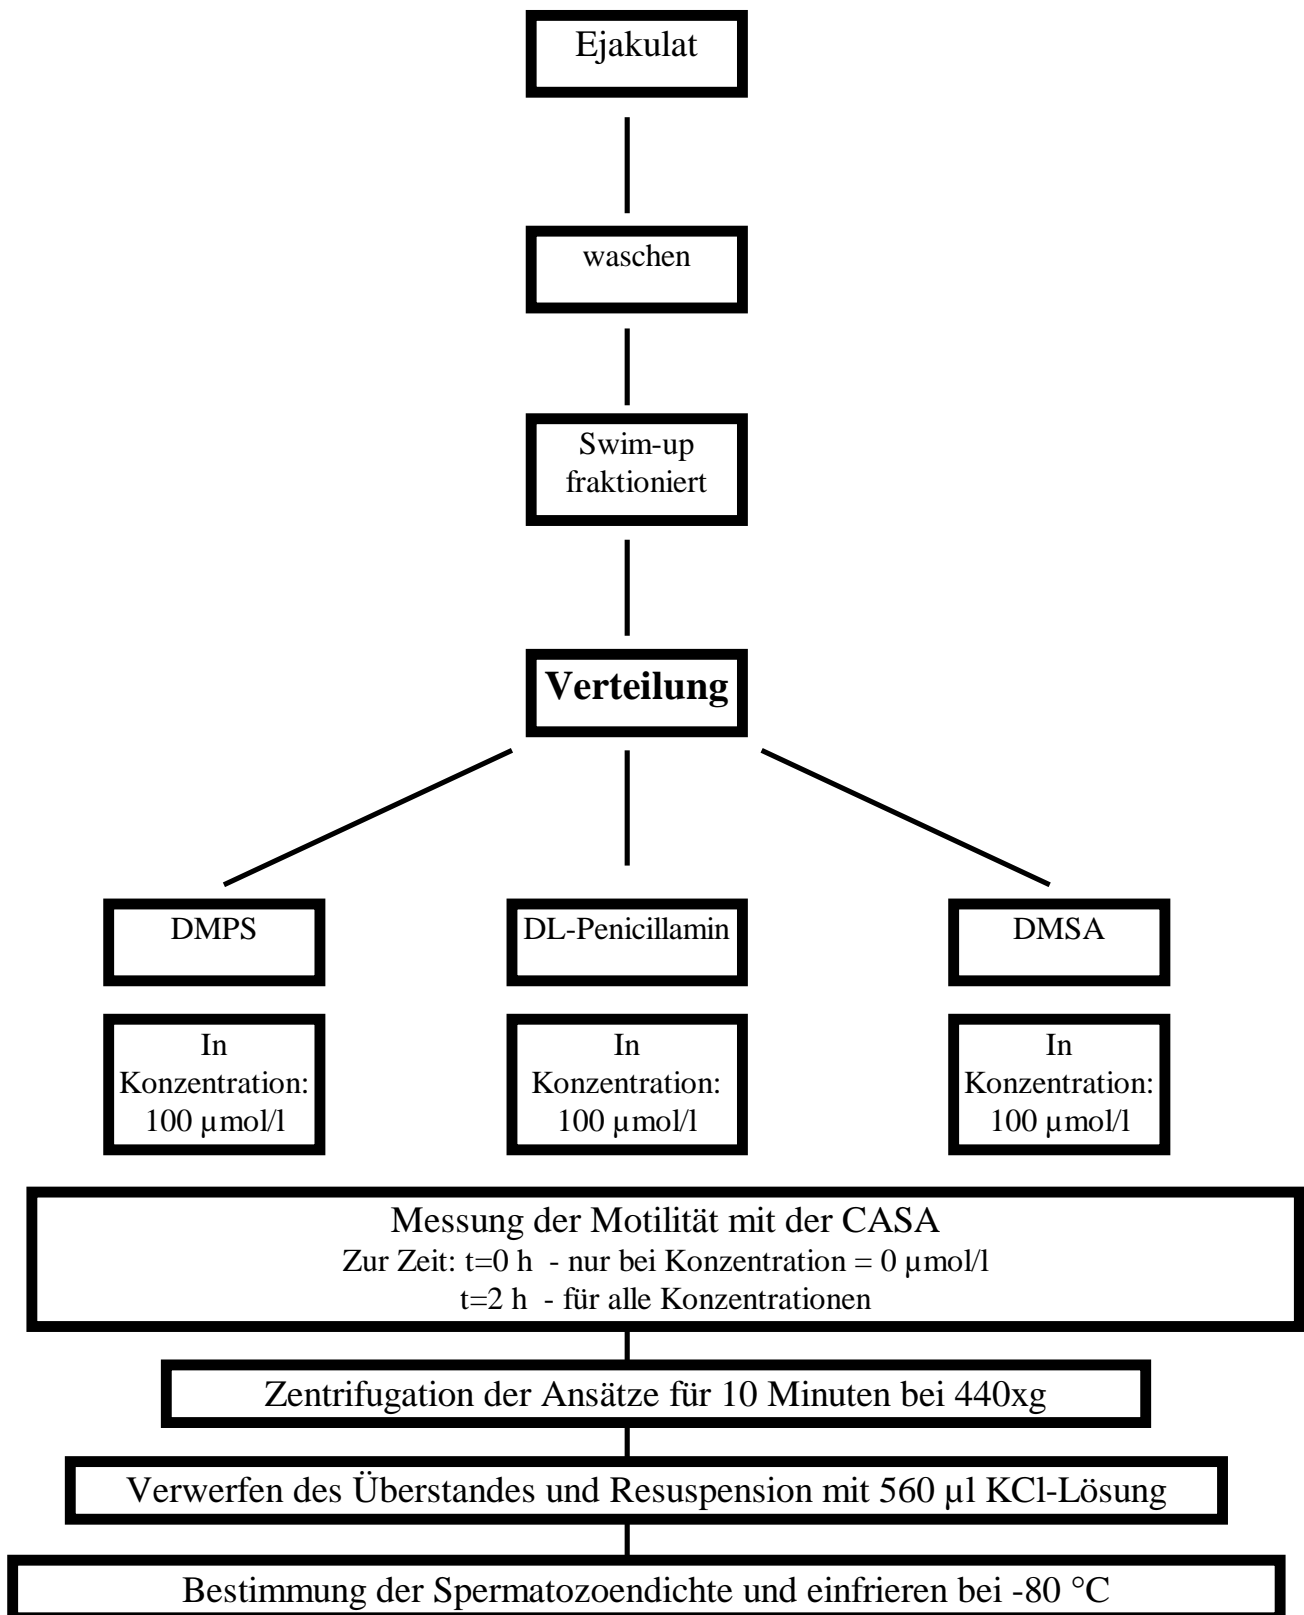 Ejakulat
waschen
Swim-up
fraktioniert
Verteilung
DMPS
DL-Penicillamin
DMSA
In
Konzentration:
100 µmol/l
In
Konzentration:
100 µmol/l
In
Konzentration:
100 µmol/l
Messung der Motilität mit der CASA
Zur Zeit: t=0 h - nur bei Konzentration = 0 µmol/l
t=2 h - für alle Konzentrationen
Zentrifugation der Ansätze für 10 Minuten bei 440xg
Verwerfen des Überstandes und Resuspension mit 560 µl KCl-Lösung
Bestimmung der Spermatozoendichte und einfrieren bei -80 °C